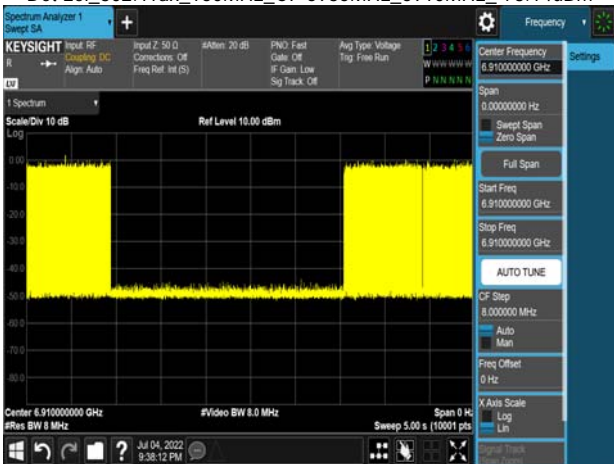 Spectrum Analyzer 1
Swept SA
+
Frequency
KEYSIGHT
Input: RF
Coupling: DC
Align: Auto
Input Z: 50 Ω
Corrections: Off
Freq Ref: Int (S)
#Atten: 20 dB
PNO: Fast
Gate: Off
IF Gain: Low
Sig Track: Off
Avg Type: Voltage
Trig: Free Run
1 2 3 4 5 6
W W W W W W
P N N N N N
R
1 Spectrum
Scale/Div 10 dB
Ref Level 10.00 dBm
Log
0.00
-10.0
-20.0
-30.0
-40.0
-50.0
-60.0
-70.0
-80.0
Center 6.910000000 GHz
#Video BW 8.0 MHz
Span 0 Hz
#Res BW 8 MHz
Sweep 5.00 s (10001 pts
Jul 04, 2022
9:38:12 PM
Center Frequency
6.910000000 GHz
Settings
Span
0.00000000 Hz
Swept Span
Zero Span
Full Span
Start Freq
6.910000000 GHz
Stop Freq
6.910000000 GHz
AUTO TUNE
CF Step
8.000000 MHz
Auto
Man
Freq Offset
0 Hz
X Axis Scale
Log
Lin
Signal Track